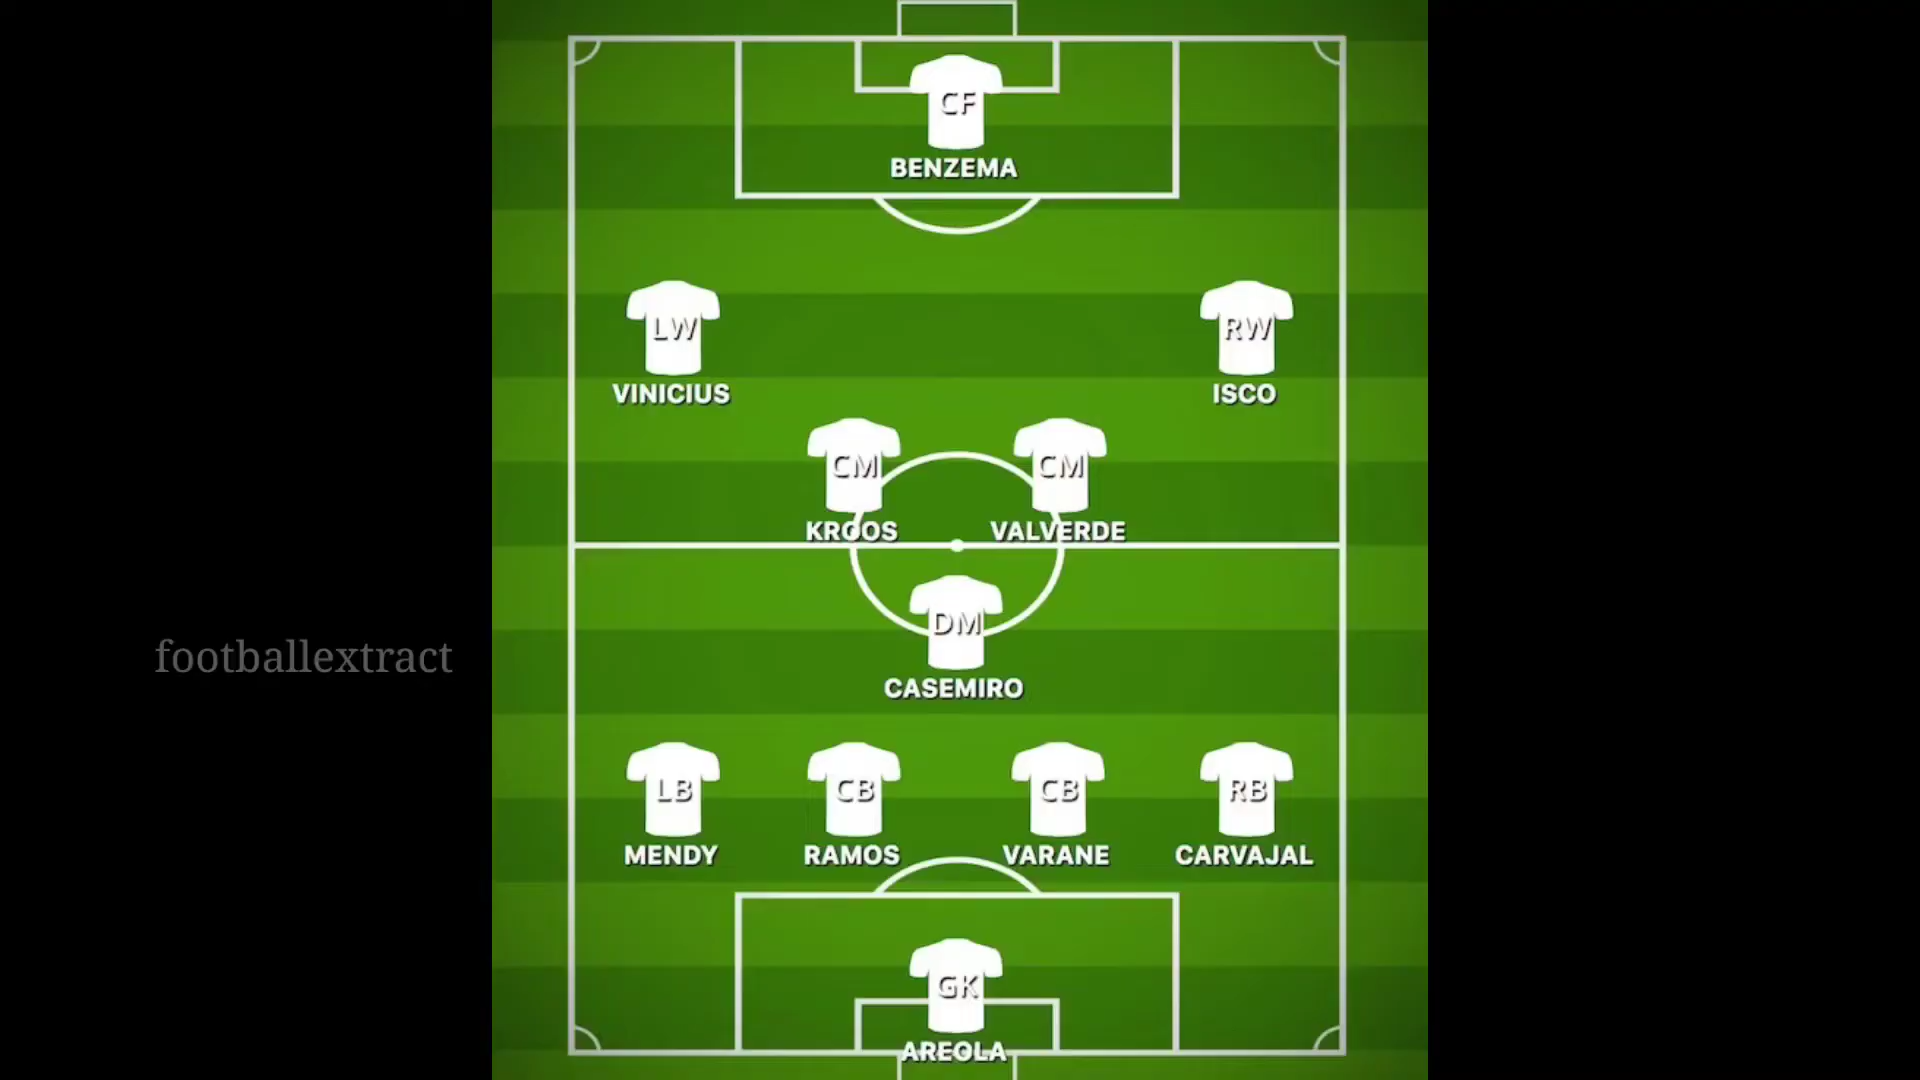 CF
BENZEMA
LW
RW
VINICIUS
ISCO
CM
CM
KROOS
VALVERDE
DM
CASEMIRO
footballextract
LB
CB
CB
RB
MENDY
RAMOS
VARANE
CARVAJAL
GK
AREOLA